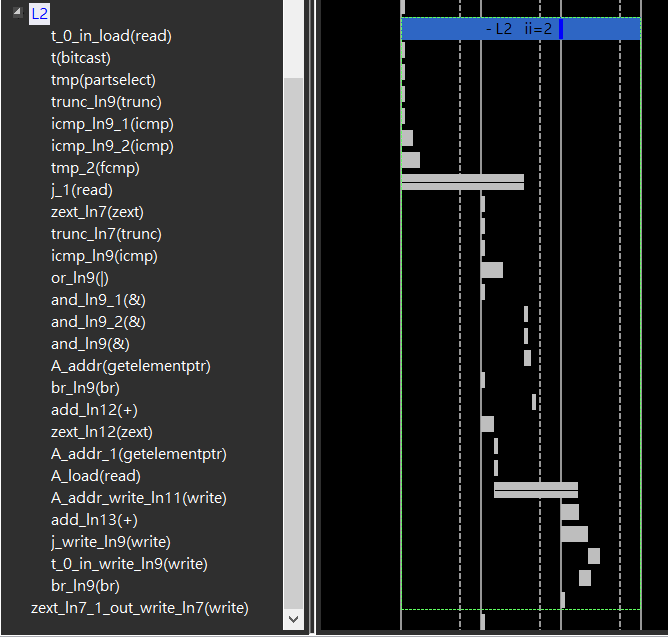 L2
t_0_in_load(read)
t(bitcast)
tmp(partselect)
trunc_ln9(trunc)
icmp_ln9_1(icmp)
icmp_ln9_2(icmp)
tmp_2(fcmp)
j_1(read)
zext_ln7(zext)
trunc_ln7(trunc)
icmp_ln9(icmp)
or_ln9(|)
and_ln9_1(&)
and_ln9_2(&)
and_ln9(&)
A_addr(getelementptr)
br_ln9(br)
add_ln12(+)
zext_ln12(zext)
A_addr_1(getelementptr)
A_load(read)
A_addr_write_ln11(write)
add_ln13(+)
j_write_ln9(write)
t_0_in_write_ln9(write)
br_ln9(br)
zext_ln7_1_out_write_ln7(write)
- L2 ii=2